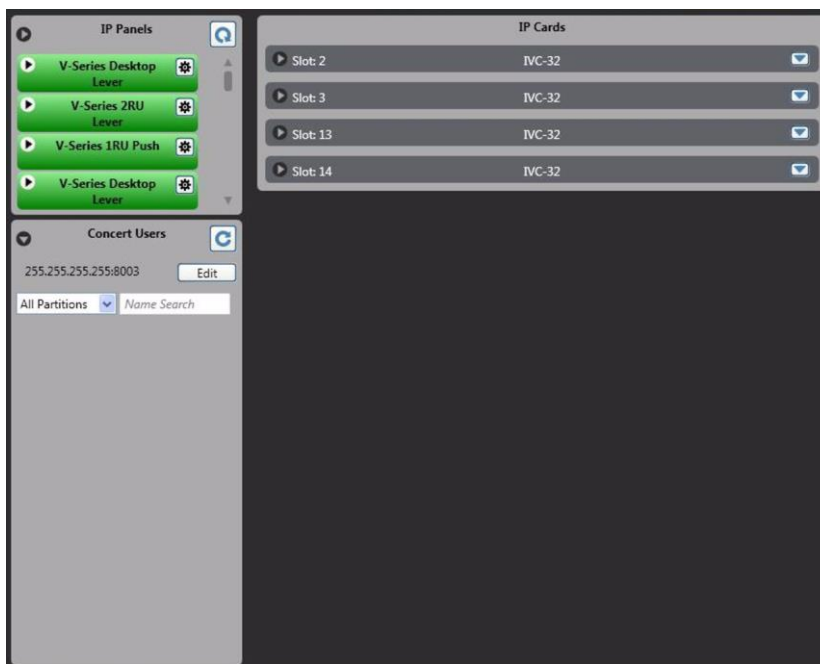 IP Panels
V-Series Desktop
Lever
V-Series 2RU
Lever
V-Series 1RU Push
V-Series Desktop
Lever
Concert Users
255.255.255.255:8003 Edit
All Partitions Name Search
IP Cards
Slot: 2 IVC-32
Slot: 3 IVC-32
Slot: 13 IVC-32
Slot: 14 IVC-32